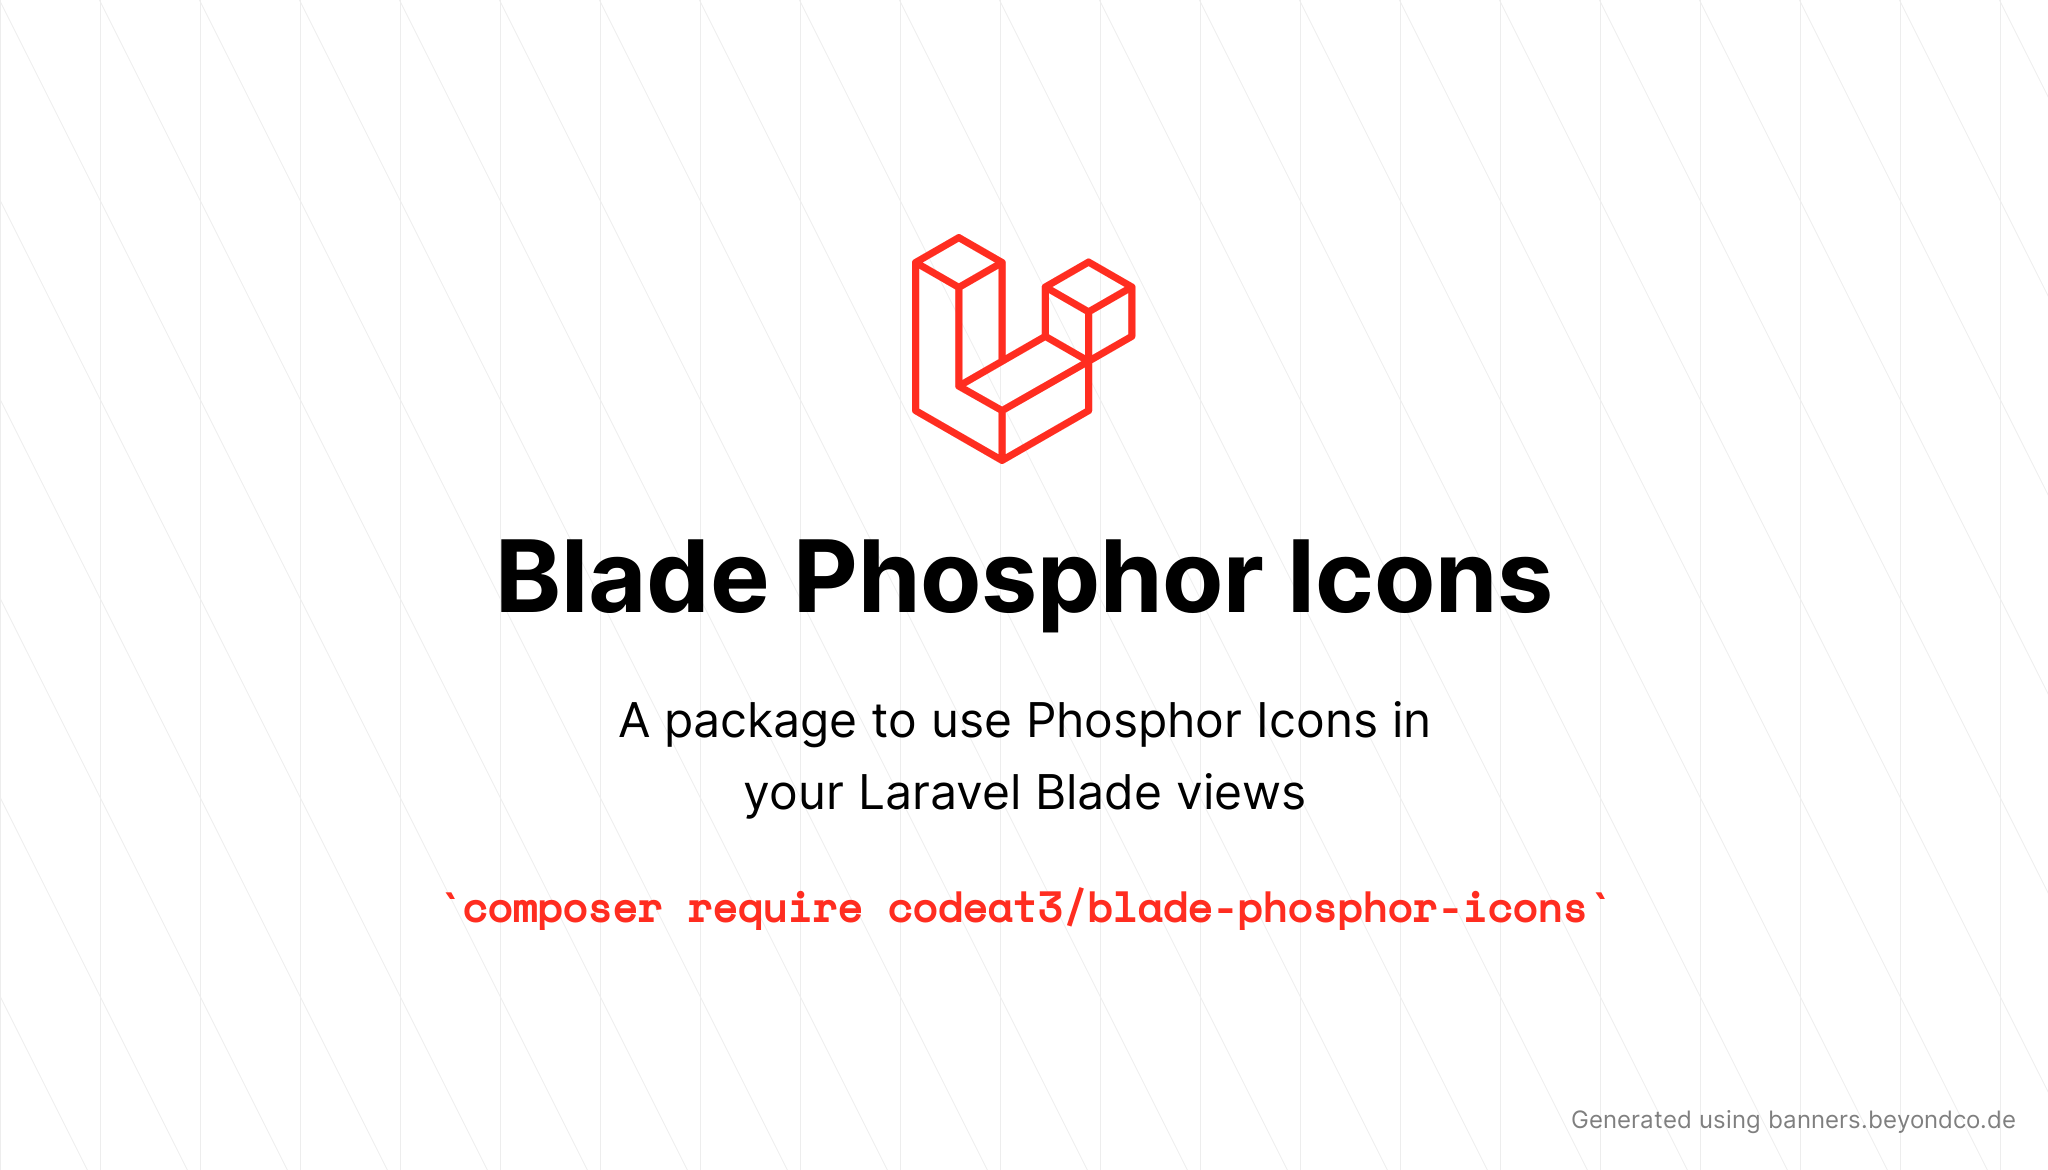 Blade Phosphor Icons
A package to use Phosphor Icons in
your Laravel Blade views
`composer require codeat3/blade-phosphor-icons`
Generated using banners.beyondco.de